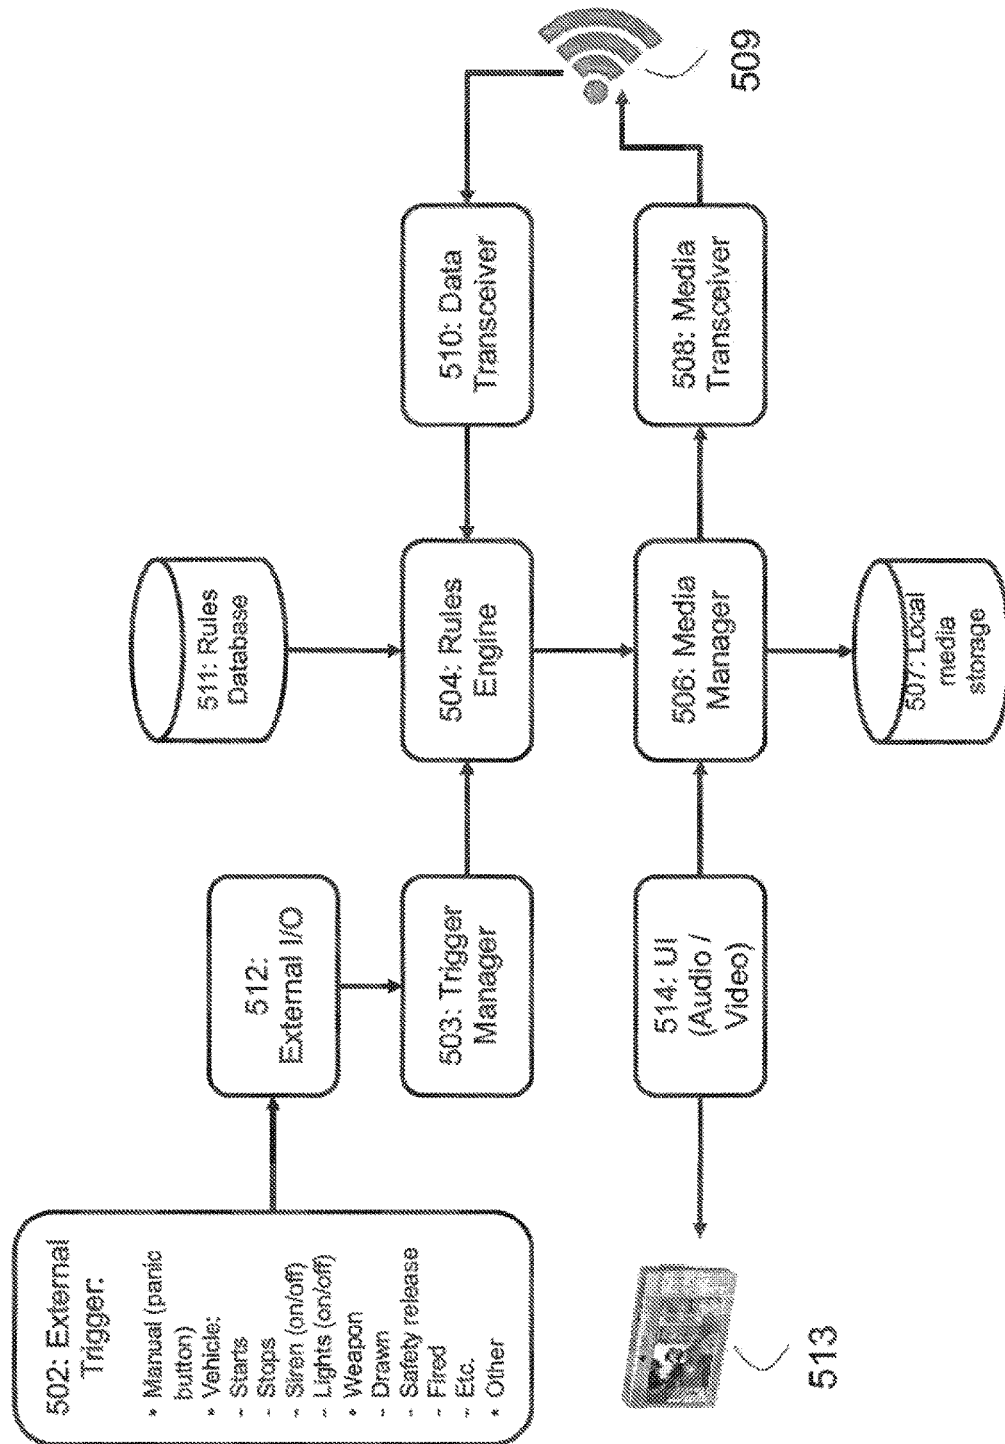 502: External
Trigger:
• Manual (panic
button)
• Vehicle:
- Starts
- Stops
- Siren (on/off)
- Lights (on/off)
• Weapon
- Drawn
- Safety release
- Fired
- Etc.
• Other
512:
External I/O
503: Trigger
Manager
511: Rules
Database
504: Rules
Engine
510: Data
Transceiver
509
513
514: UI
(Audio /
Video)
506: Media
Manager
508: Media
Transceiver
507: Local
media
storage